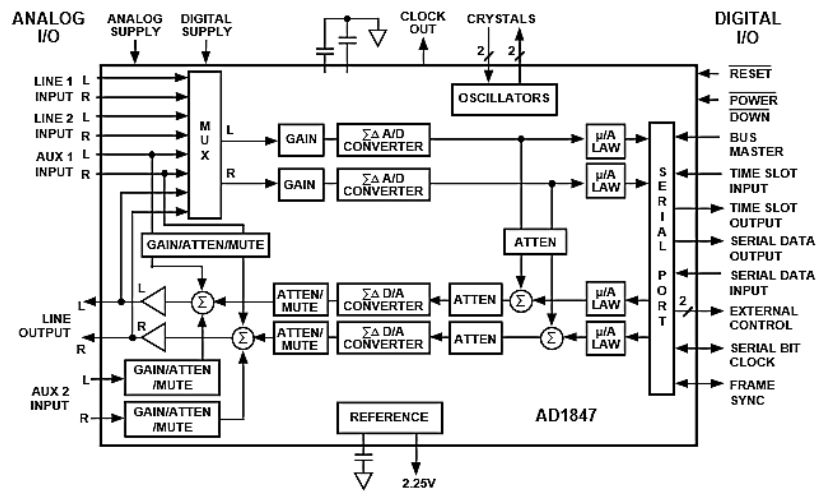 ANALOG
I/O
ANALOG
SUPPLY
DIGITAL
SUPPLY
CLOCK
OUT
CRYSTALS
2
2
DIGITAL
I/O
OSCILLATORS
LINE 1
INPUT
L
R
LINE 2
INPUT
L
R
AUX 1
INPUT
L
R
M
U
X
L
GAIN
ΣΔ A/D
CONVERTER
μ/A
LAW
R
GAIN
ΣΔ A/D
CONVERTER
μ/A
LAW
GAIN/ATTEN/MUTE
ATTEN
S
E
R
I
A
L
P
O
R
T
RESET
POWER
DOWN
BUS
MASTER
TIME SLOT
INPUT
TIME SLOT
OUTPUT
SERIAL DATA
OUTPUT
SERIAL DATA
INPUT
2
EXTERNAL
CONTROL
SERIAL BIT
CLOCK
FRAME
SYNC
LINE
OUTPUT
L
R
L
Σ
ATTEN/
MUTE
ΣΔ D/A
CONVERTER
ATTEN
Σ
μ/A
LAW
R
Σ
ATTEN/
MUTE
ΣΔ D/A
CONVERTER
ATTEN
Σ
μ/A
LAW
AUX 2
INPUT
L
R
GAIN/ATTEN
/MUTE
GAIN/ATTEN
/MUTE
REFERENCE
AD1847
2.25V